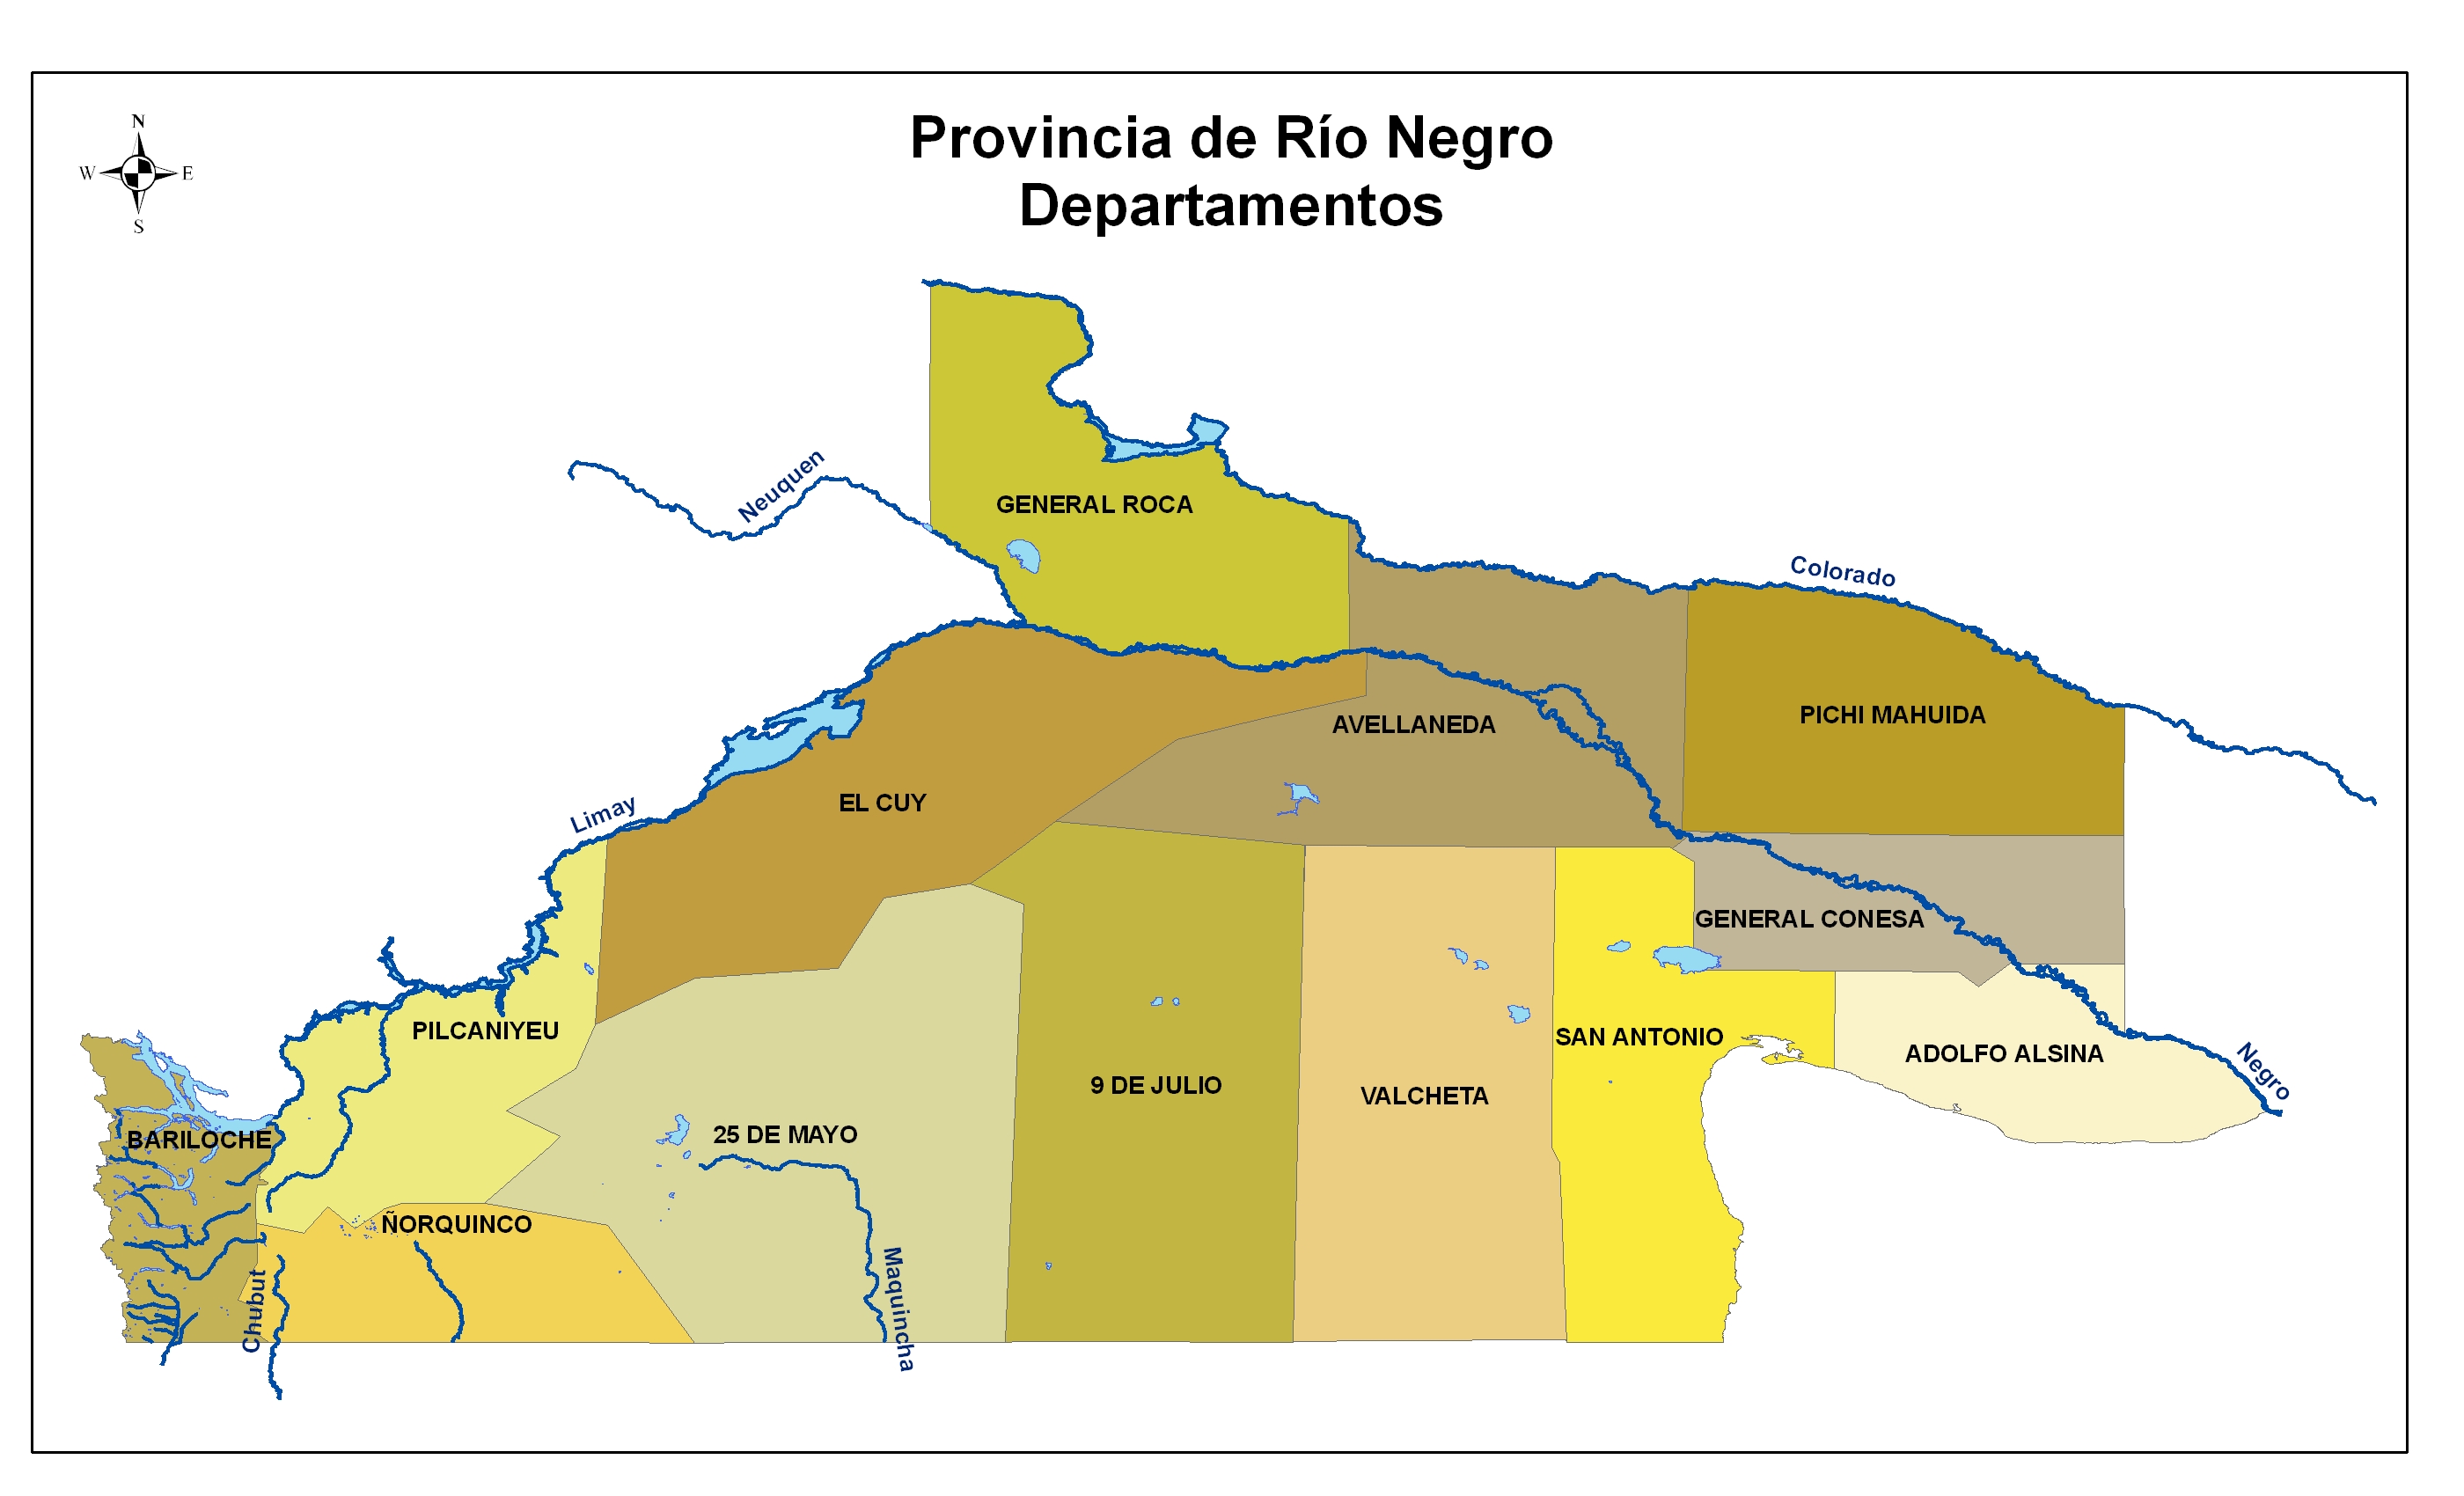 Provincia de Río Negro
Departamentos
N
W
E
S
Neuquen
GENERAL ROCA
Colorado
PICHI MAHUIDA
AVELLANEDA
EL CUY
Limay
GENERAL CONESA
PILCANIYEU
SAN ANTONIO
ADOLFO ALSINA
Negro
9 DE JULIO
VALCHETA
25 DE MAYO
BARILOCHE
ÑORQUINCO
Chubut
Maquincha